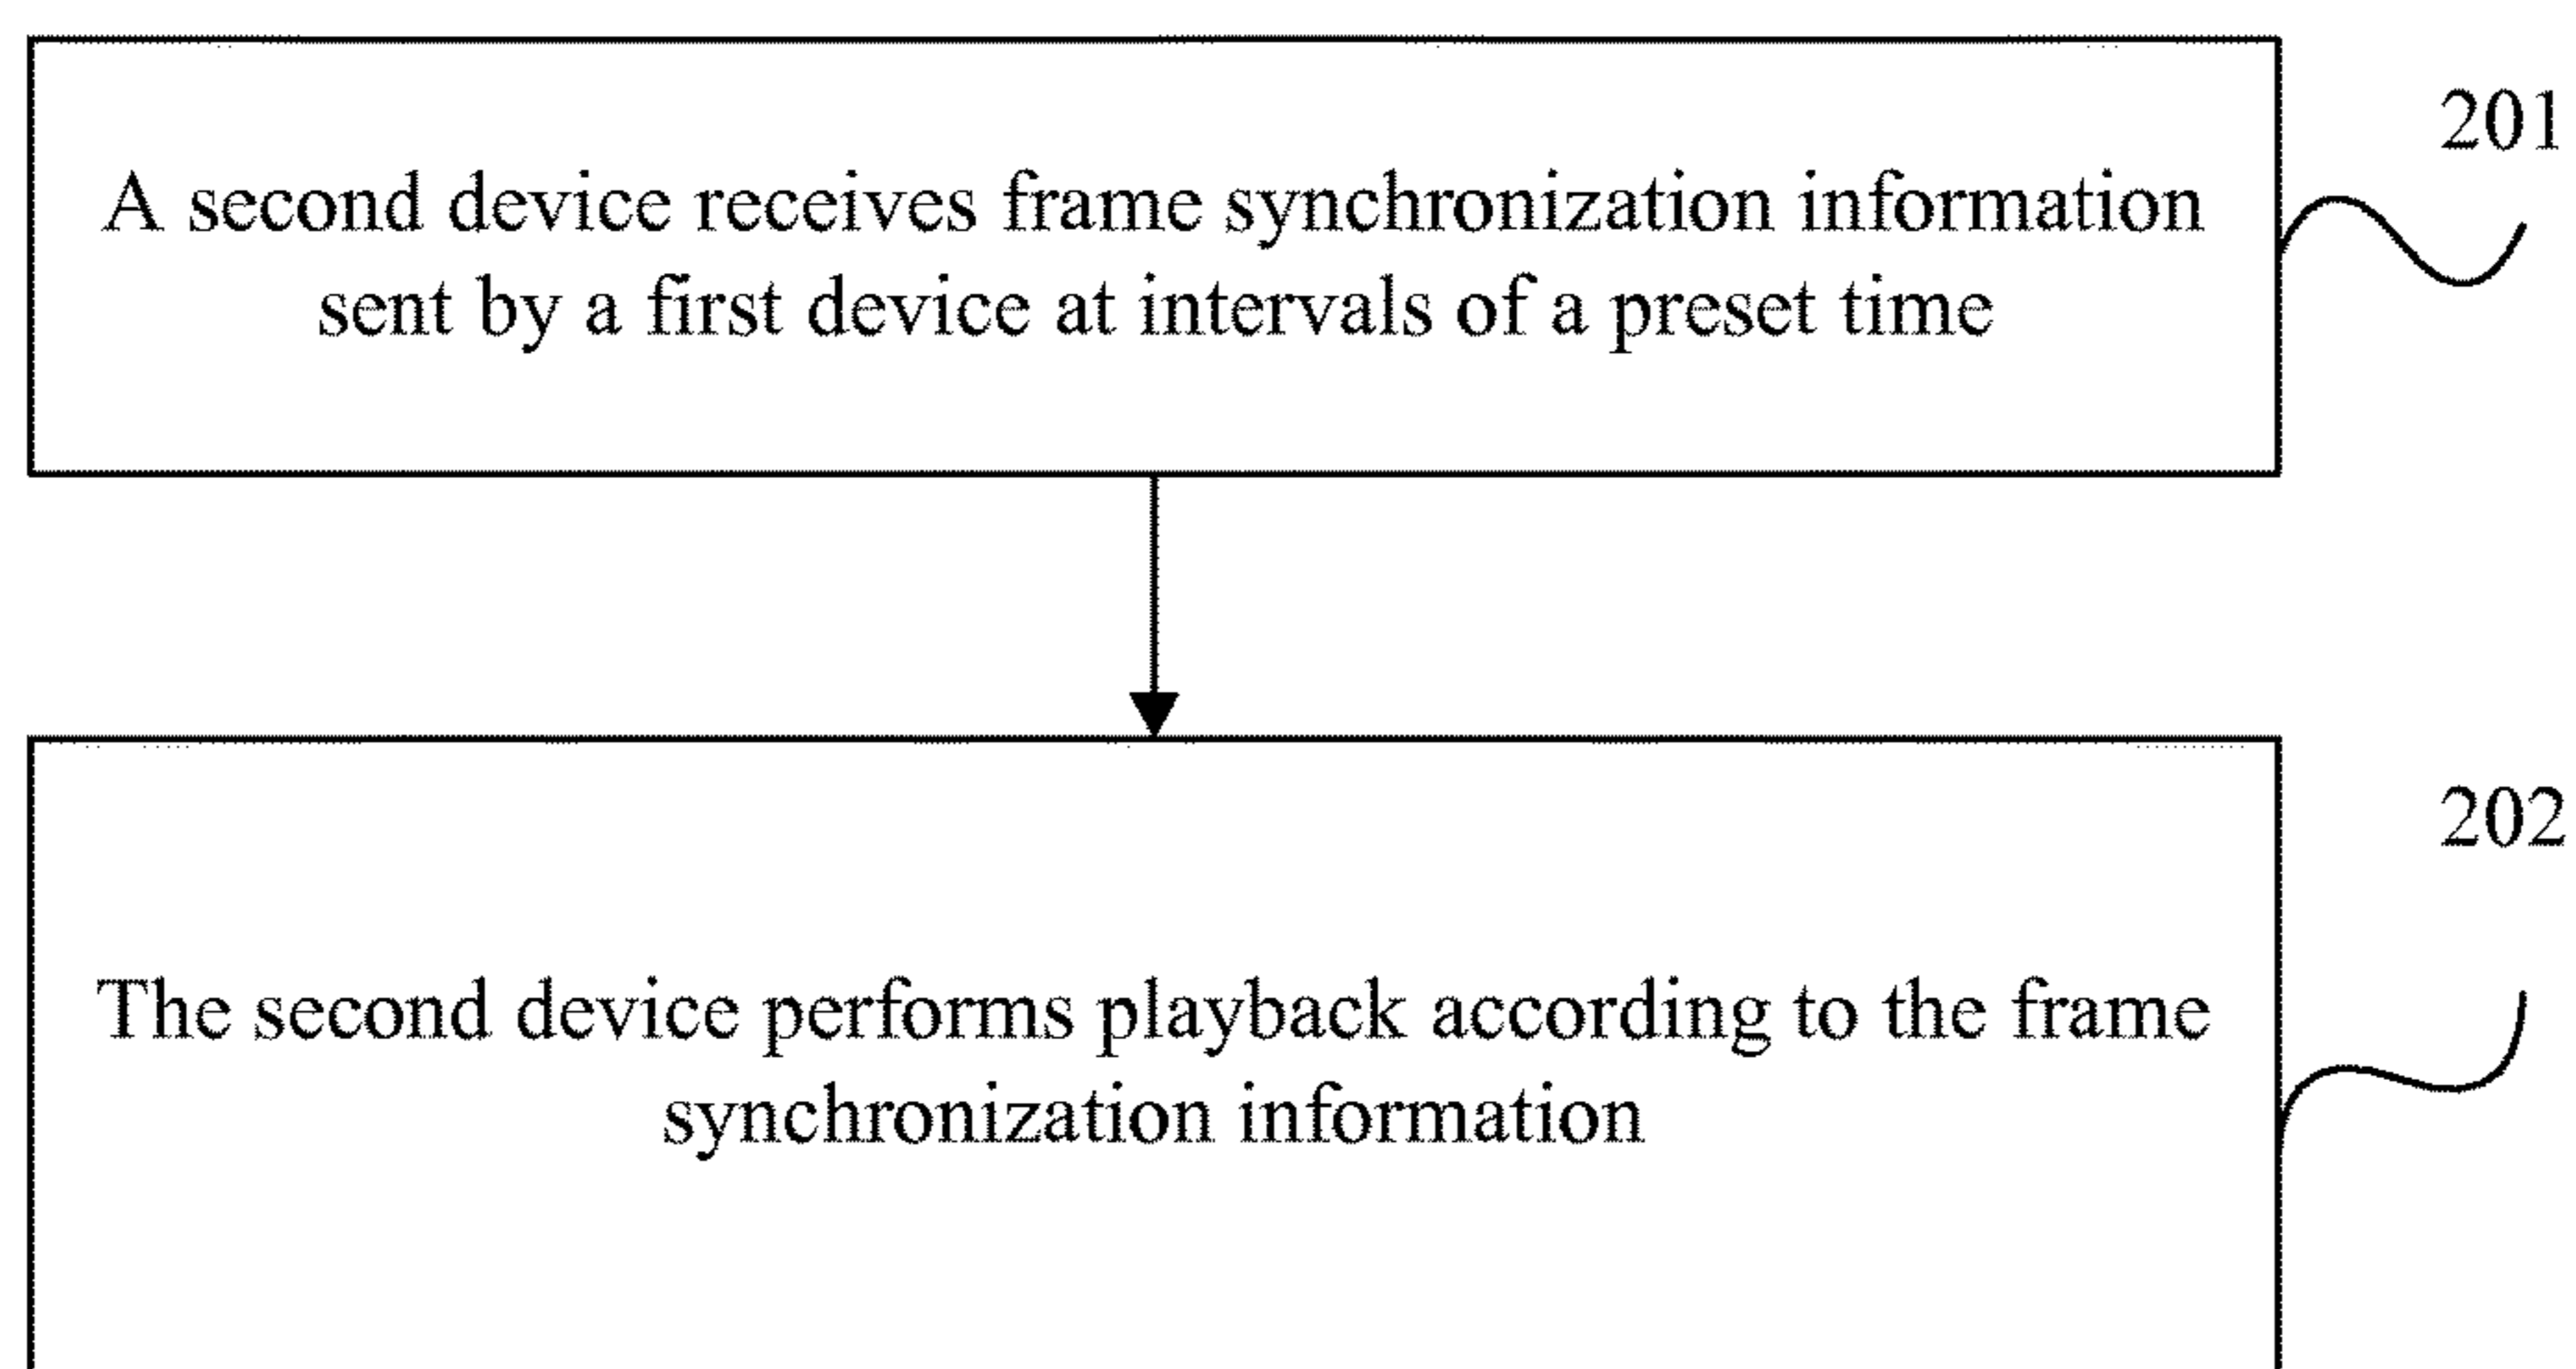 201
A second device receives frame synchronization information
sent by a first device at intervals of a preset time
202
The second device performs playback according to the frame
synchronization information